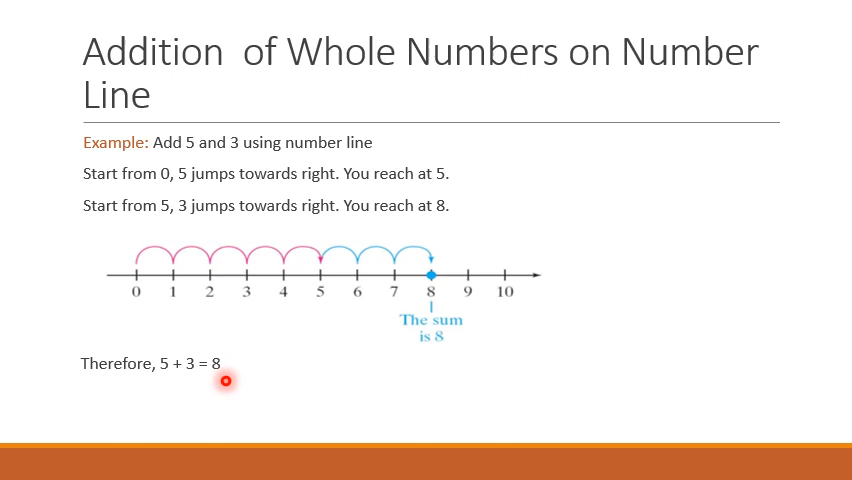 Addition of Whole Numbers on Number
Line
Example: Add 5 and 3 using number line
Start from 0, 5 jumps towards right. You reach at 5.
Start from 5, 3 jumps towards right. You reach at 8.
0 1 2 3 4 5 6 7 8 9 10
The sum
is 8
Therefore, 5 + 3 = 8